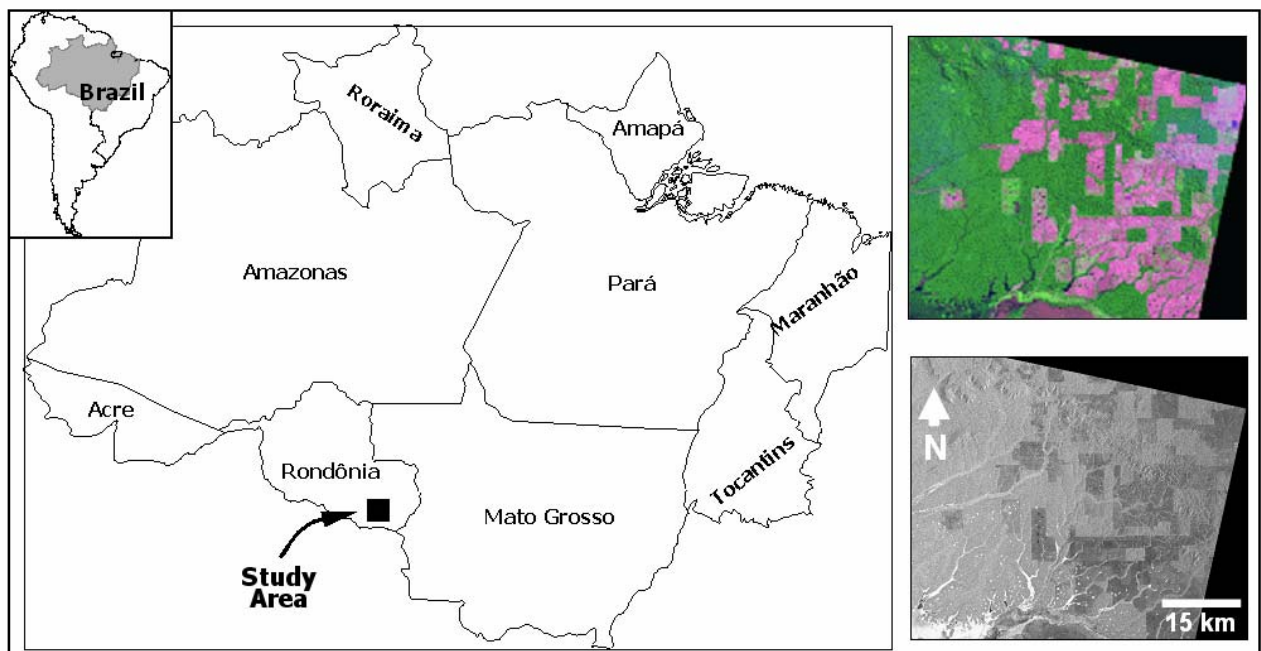 Brazil
Roraima
Amapá
Amazonas
Pará
Maranhão
Acre
Rondônia
Tocantins
Mato Grosso
Study
Area
N
15 km